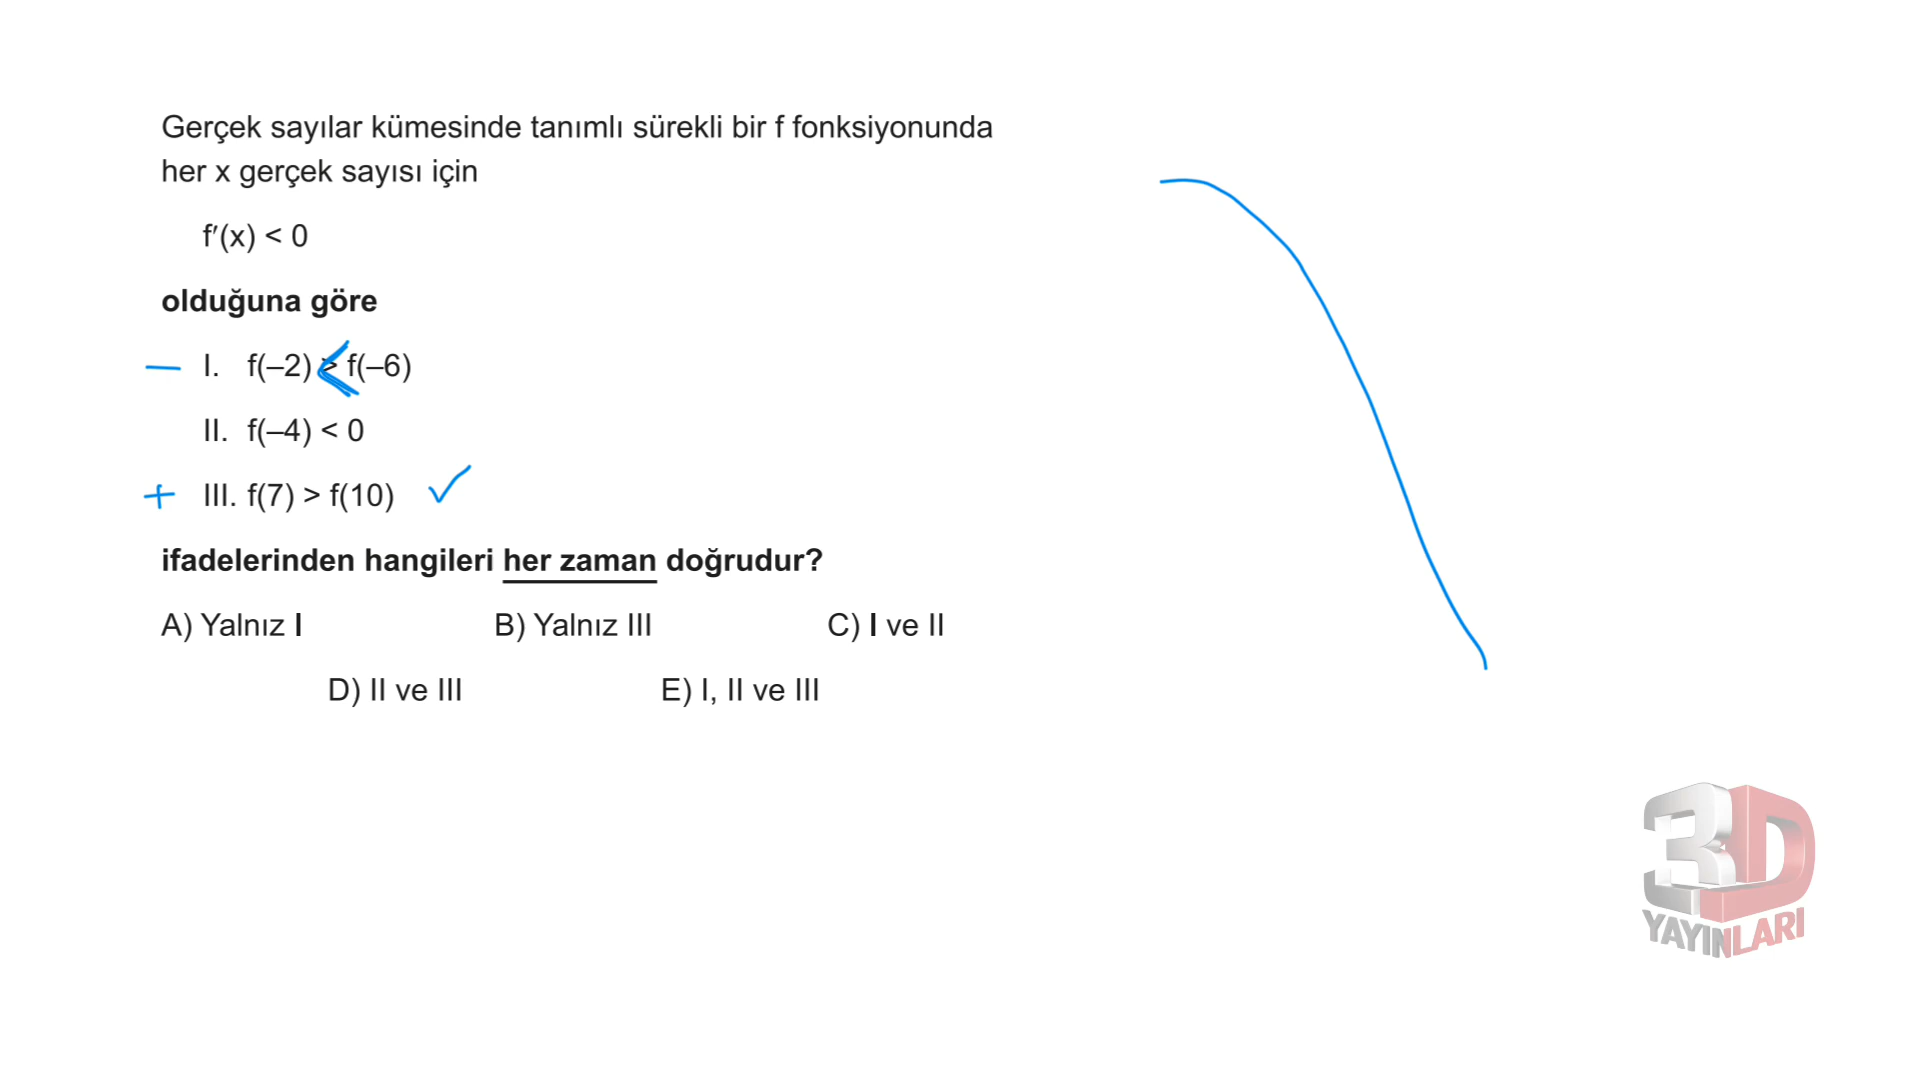 Gerçek sayılar kümesinde tanımlı sürekli bir f fonksiyonunda
her x gerçek sayısı için
f′(x) < 0
olduğuna göre
– I. f(–2) > f(–6)
II. f(–4) < 0
+ III. f(7) > f(10) ✓
ifadelerinden hangileri her zaman doğrudur?
A) Yalnız I B) Yalnız III C) I ve II
D) II ve III E) I, II ve III
3D
YAYINLARI